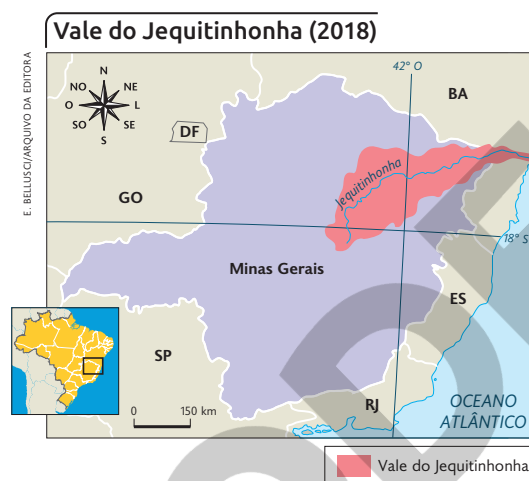 Vale do Jequitinhonha (2018)
E. BELLUSCI/ARQUIVO DA EDITORA
42° O
BA
N
NO NE
O L
SO SE
S
DF
GO
Jequitinhonha
18° S
Minas Gerais
ES
SP
0 150 km
RJ
OCEANO
ATLÂNTICO
Vale do Jequitinhonha